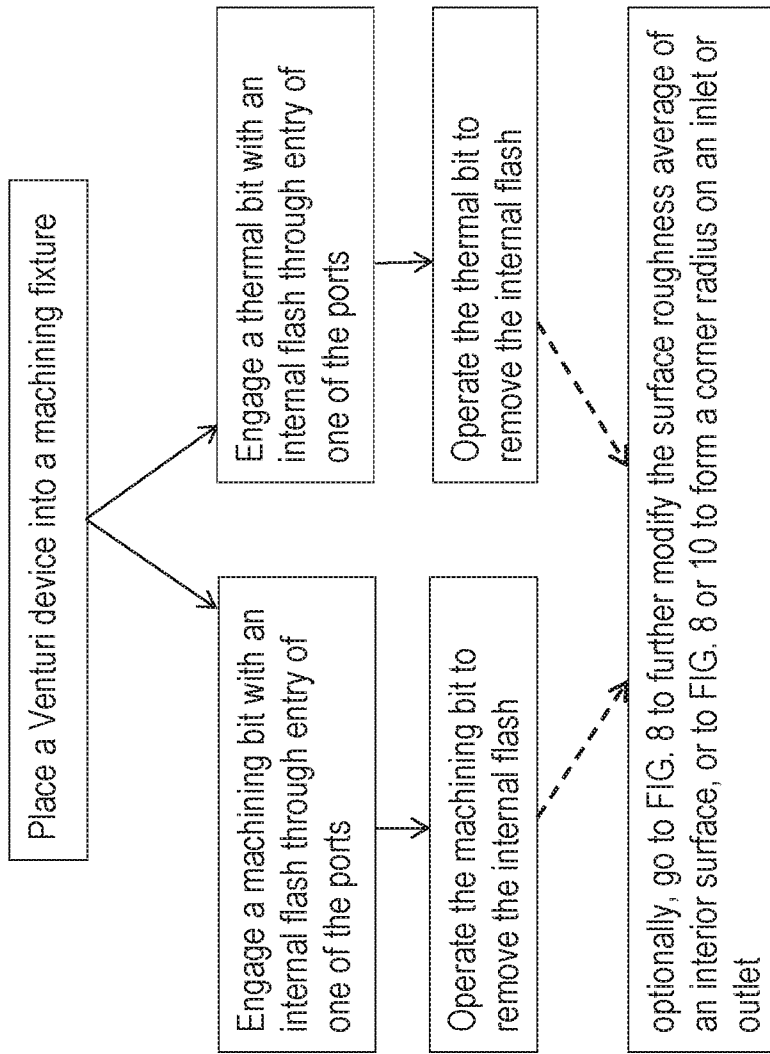 Place a Venturi device into a machining fixture
Engage a machining bit with an
internal flash through entry of
one of the ports
Operate the machining bit to
remove the internal flash
Engage a thermal bit with an
internal flash through entry of
one of the ports
Operate the thermal bit to
remove the internal flash
optionally, go to FIG. 8 to further modify the surface roughness average of
an interior surface, or to FIG. 8 or 10 to form a corner radius on an inlet or
outlet